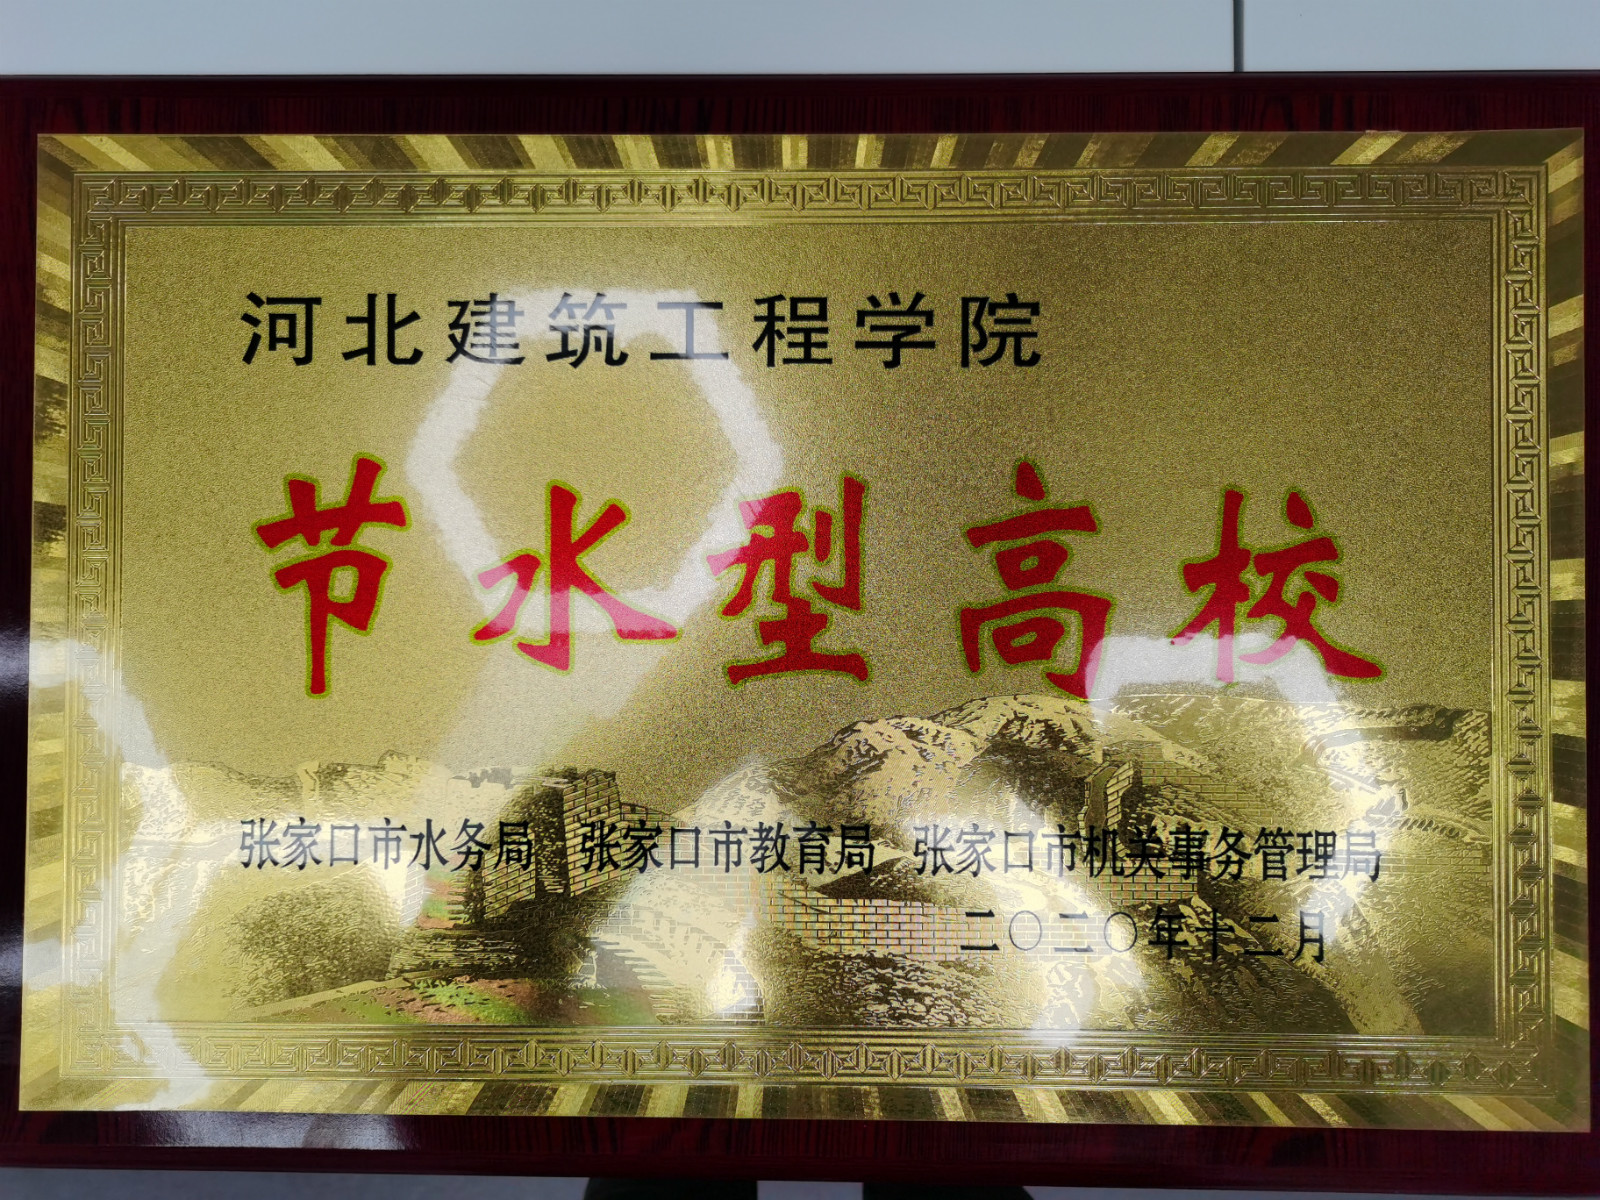 河北建筑工程学院
节水型高校
张家口市水务局 张家口市教育局 张家口市机关事务管理局
二〇二〇年十二月